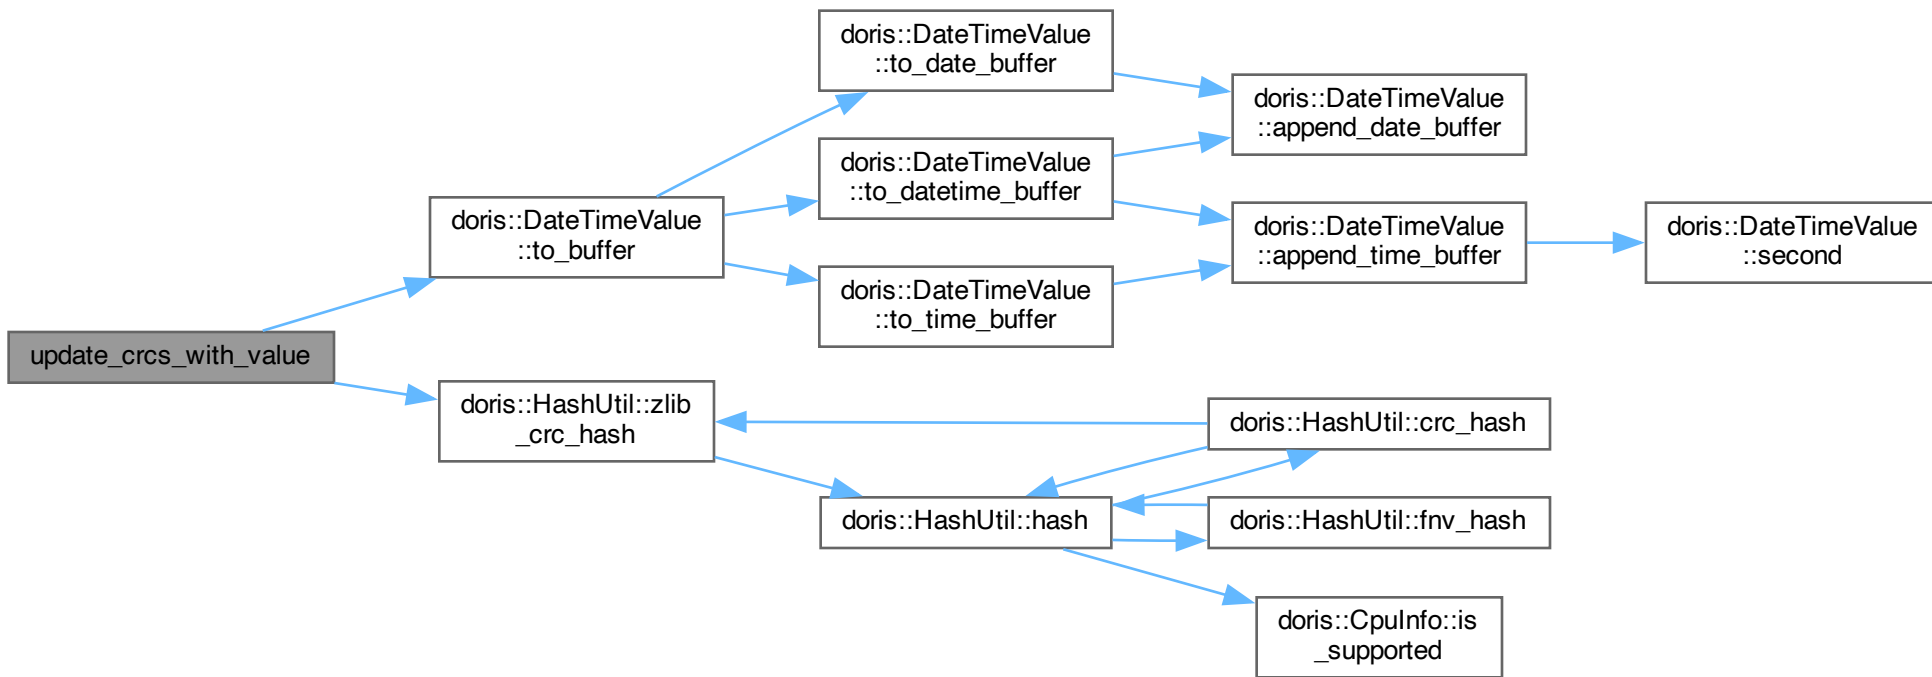 doris::DateTimeValue
::to_date_buffer
doris::DateTimeValue
::append_date_buffer
doris::DateTimeValue
::to_datetime_buffer
doris::DateTimeValue
::to_buffer
doris::DateTimeValue
::append_time_buffer
doris::DateTimeValue
::second
doris::DateTimeValue
::to_time_buffer
update_crcs_with_value
doris::HashUtil::zlib
_crc_hash
doris::HashUtil::crc_hash
doris::HashUtil::hash
doris::HashUtil::fnv_hash
doris::CpuInfo::is
_supported